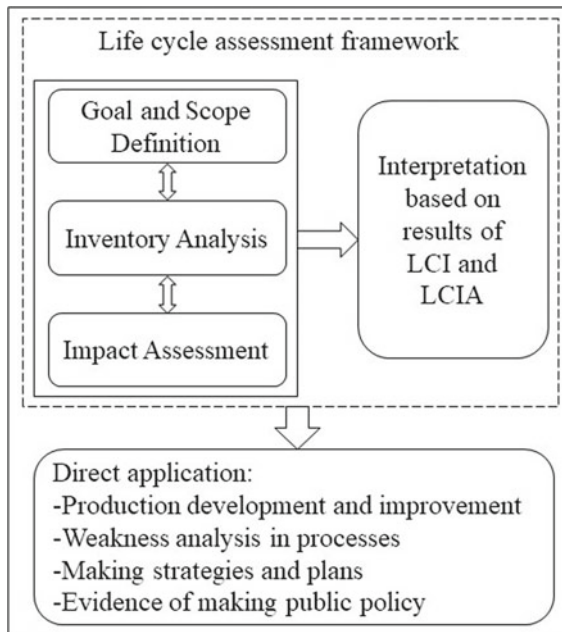 Life cycle assessment framework
Goal and Scope
Definition
Inventory Analysis
Impact Assessment
Interpretation
based on
results of
LCI and
LCIA
Direct application:
-Production development and improvement
-Weakness analysis in processes
-Making strategies and plans
-Evidence of making public policy